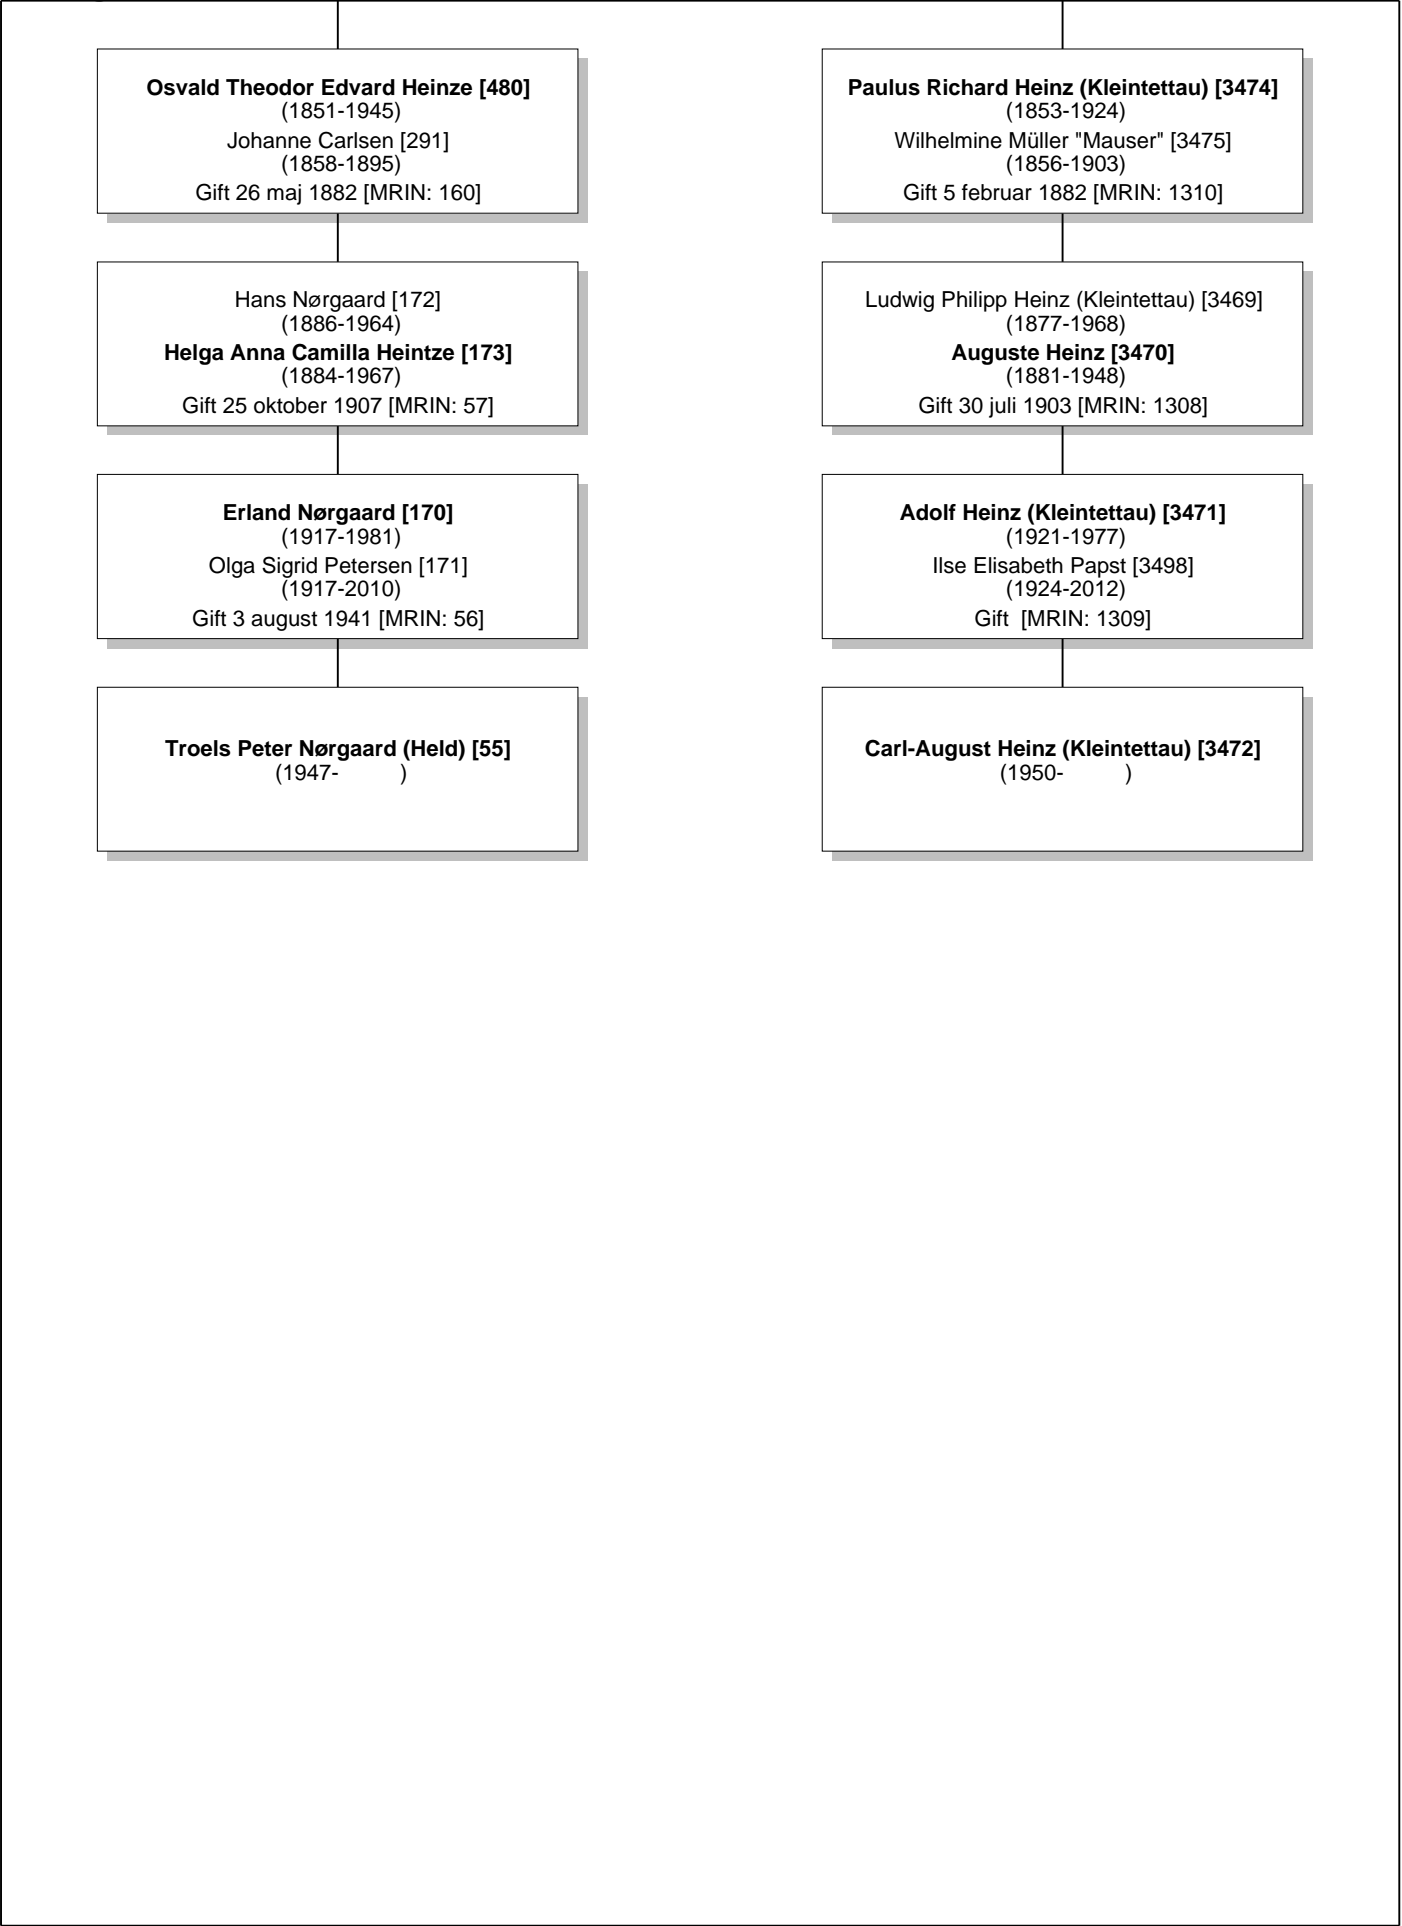 Osvald Theodor Edvard Heinze [480]
(1851-1945)
Johanne Carlsen [291]
(1858-1895)
Gift 26 maj 1882 [MRIN: 160]
Hans Nørgaard [172]
(1886-1964)
Helga Anna Camilla Heintze [173]
(1884-1967)
Gift 25 oktober 1907 [MRIN: 57]
Erland Nørgaard [170]
(1917-1981)
Olga Sigrid Petersen [171]
(1917-2010)
Gift 3 august 1941 [MRIN: 56]
Troels Peter Nørgaard (Held) [55]
(1947-          )
Paulus Richard Heinz (Kleintettau) [3474]
(1853-1924)
Wilhelmine Müller "Mauser" [3475]
(1856-1903)
Gift 5 februar 1882 [MRIN: 1310]
Ludwig Philipp Heinz (Kleintettau) [3469]
(1877-1968)
Auguste Heinz [3470]
(1881-1948)
Gift 30 juli 1903 [MRIN: 1308]
Adolf Heinz (Kleintettau) [3471]
(1921-1977)
Ilse Elisabeth Papst [3498]
(1924-2012)
Gift  [MRIN: 1309]
Carl-August Heinz (Kleintettau) [3472]
(1950-          )